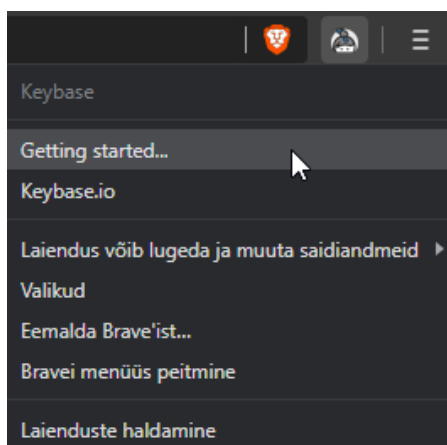 Keybase
Getting started...
Keybase.io
Laiendus võib lugeda ja muuta saidiandmeid
Valikud
Eemalda Brave'ist...
Bravei menüüs peitmine
Laienduste haldamine